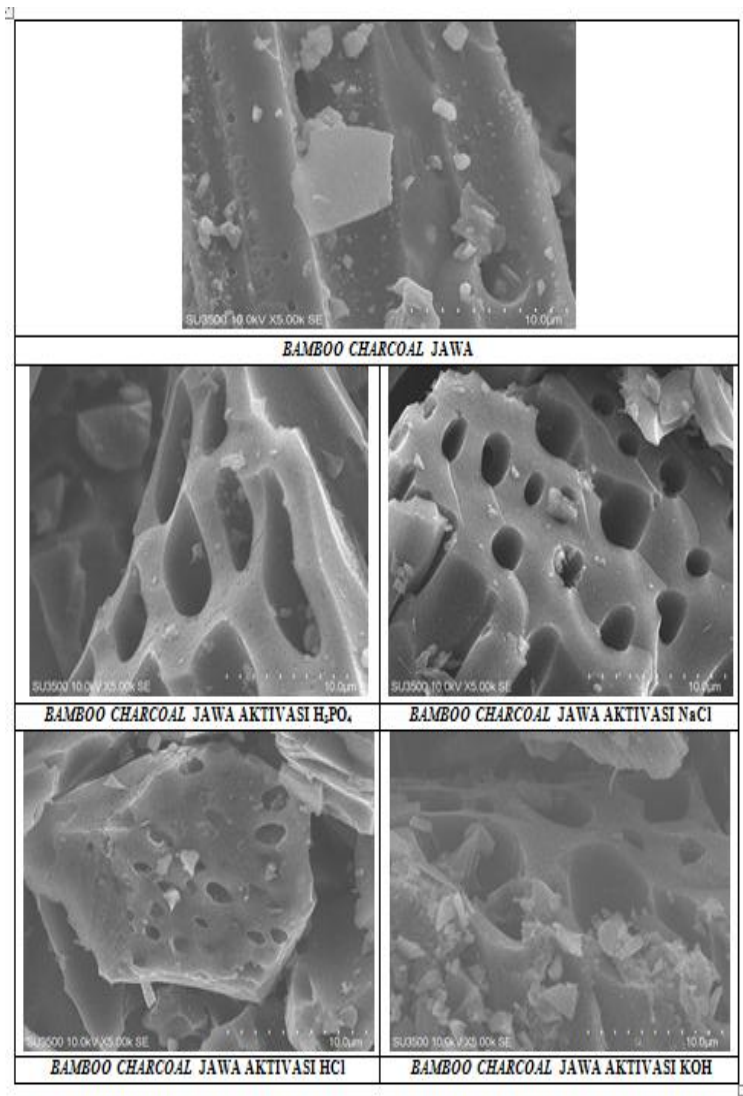 SU3500 10.0kV X5.00k SE 10.0µm
BAMBOO CHARCOAL JAWA
SU3500 10.0kV X5.00k SE 10.0µm
SU3500 10.0kV X5.00k SE 10.0µm
BAMBOO CHARCOAL JAWA AKTIVASI H₃PO₄
BAMBOO CHARCOAL JAWA AKTIVASI NaCl
SU3500 10.0kV X5.00k SE 10.0µm
SU3500 10.0kV X5.00k SE 10.0µm
BAMBOO CHARCOAL JAWA AKTIVASI HCl
BAMBOO CHARCOAL JAWA AKTIVASI KOH